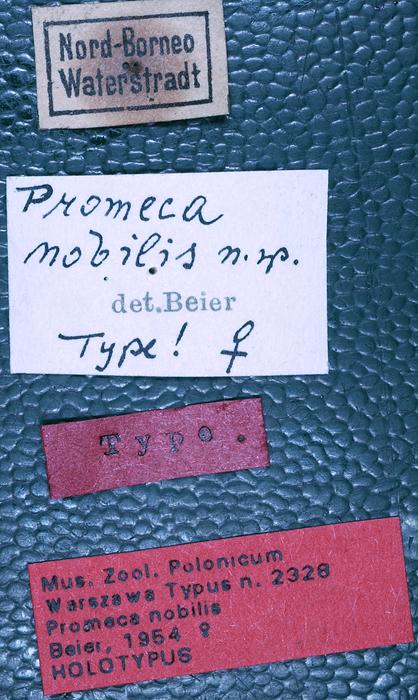 Nord-Borneo
Waterstradt
Promeca
nobilis n.sp.
det.Beier
Type! ♀
Type.
Mus. Zool. Polonicum
Warszawa Typus n. 2328
Promeca nobilis
Beier, 1954 ♀
HOLOTYPUS